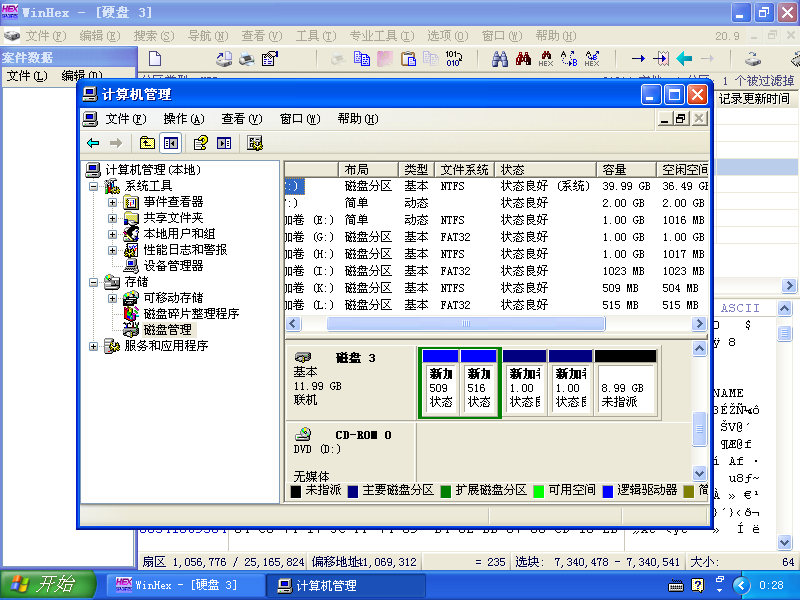 WinHex - [硬盘 3]
文件(F) 编辑(E) 搜索(S) 导航(N) 查看(V) 工具(T) 专业工具(I) 选项(O) 窗口(W) 帮助(H) 20.9
案件数据
文件(L) 编辑(D)
1 个被过滤掉
记录更新时间
计算机管理
文件(F) 操作(A) 查看(V) 窗口(W) 帮助(H)
计算机管理(本地)
系统工具
事件查看器
共享文件夹
本地用户和组
性能日志和警报
设备管理器
存储
可移动存储
磁盘碎片整理程序
磁盘管理
服务和应用程序
布局 类型 文件系统 状态 容量 空闲空间
:) 磁盘分区 基本 NTFS 状态良好 (系统) 39.99 GB 36.49 GB
:) 简单 动态 状态良好 2.00 GB 2.00 GB
加卷 (E:) 简单 动态 NTFS 状态良好 1.00 GB 1016 MB
加卷 (G:) 磁盘分区 基本 FAT32 状态良好 1.00 GB 1.00 GB
加卷 (H:) 磁盘分区 基本 NTFS 状态良好 1.00 GB 1017 MB
加卷 (I:) 磁盘分区 基本 FAT32 状态良好 1023 MB 1023 MB
加卷 (K:) 磁盘分区 基本 NTFS 状态良好 509 MB 504 MB
加卷 (L:) 磁盘分区 基本 FAT32 状态良好 515 MB 515 MB
磁盘 3
基本
11.99 GB
联机
新加 509 状态
新加 516 状态
新加 1.00 状态
新加 1.00 状态
8.99 GB
未指派
CD-ROM 0
DVD (D:)
无媒体
未指派 主要磁盘分区 扩展磁盘分区 可用空间 逻辑驱动器 简
ASCII
NAME
扇区 1,056,776 / 25,165,824 偏移地址 41,069,312 = 235 选块: 7,340,478 - 7,340,541 大小: 64
开始 WinHex - [硬盘 3] 计算机管理 0:28